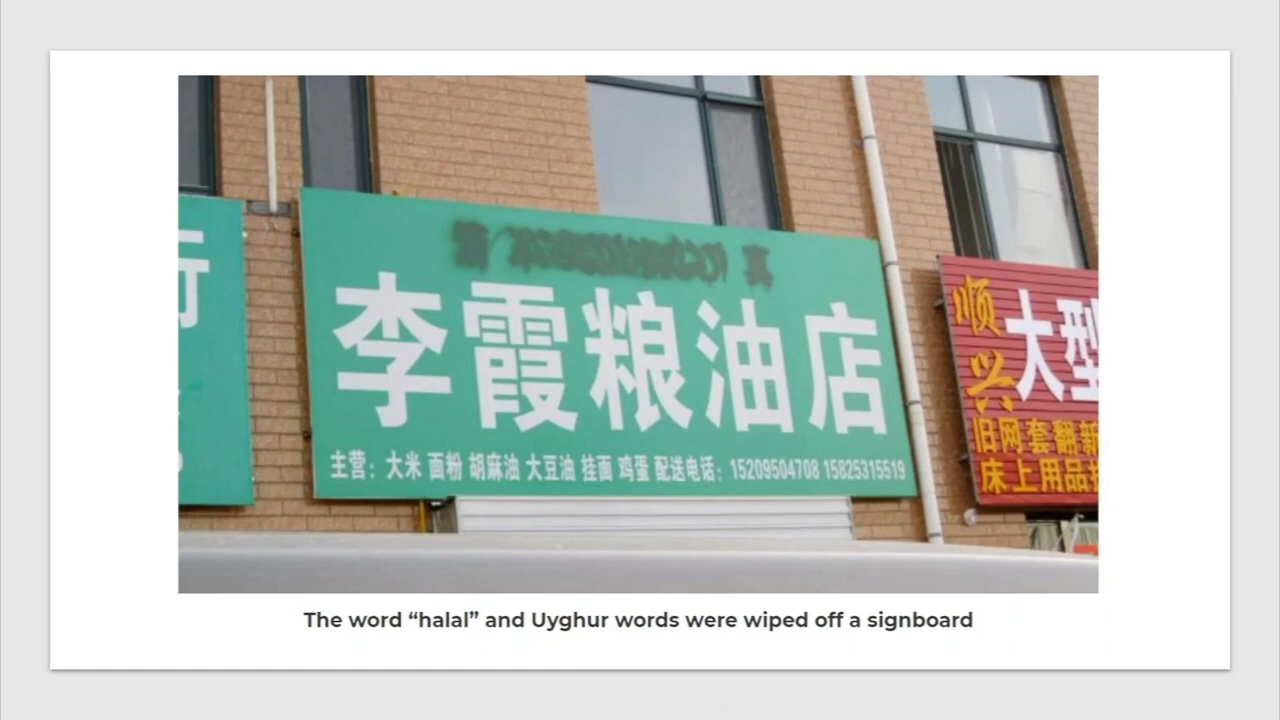 李霞粮油店
主营：大米 面粉 胡麻油 大豆油 挂面 鸡蛋 配送电话：15209504708 15825315519
顺兴
大型
旧网套翻新
床上用品
The word “halal” and Uyghur words were wiped off a signboard